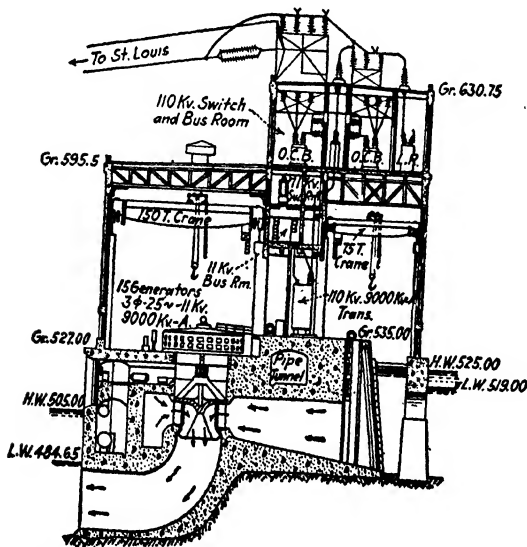 To St. Louis
110 Kv. Switch
and Bus Room
Gr. 630.75
O.C.B.
O.C.B.
L.R.
Gr. 595.5
11 Kv.
150 T. Crane
75 T.
Crane
11 Kv.
Bus Rm.
15 Generators
3Φ-25~-11Kv.
9000 Kv-A.
110 Kv. 9000 Kv-A
Trans.
Gr. 527.00
Gr. 535.00
Pipe
Tunnel
H.W. 525.00
L.W. 519.00
H.W. 505.00
L.W. 484.65